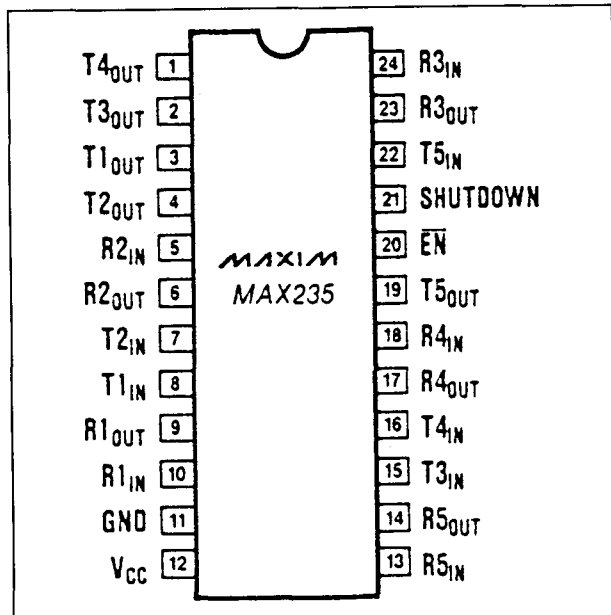 T4OUT 1
T3OUT 2
T1OUT 3
T2OUT 4
R2IN 5
R2OUT 6
T2IN 7
T1IN 8
R1OUT 9
R1IN 10
GND 11
VCC 12
MAXIM
MAX235
24 R3IN
23 R3OUT
22 T5IN
21 SHUTDOWN
20 E̅N̅
19 T5OUT
18 R4IN
17 R4OUT
16 T4IN
15 T3IN
14 R5OUT
13 R5IN